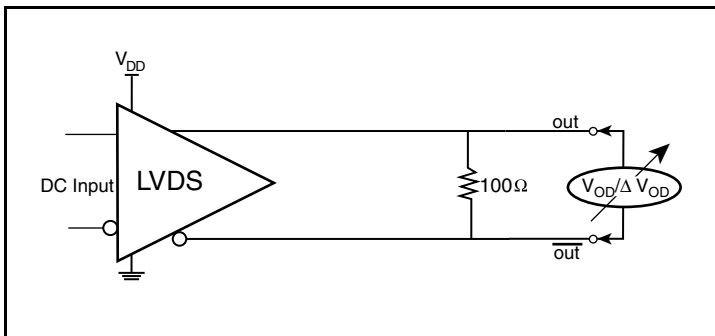 VDD
out
DC Input
LVDS
100Ω
VOD/Δ VOD
out